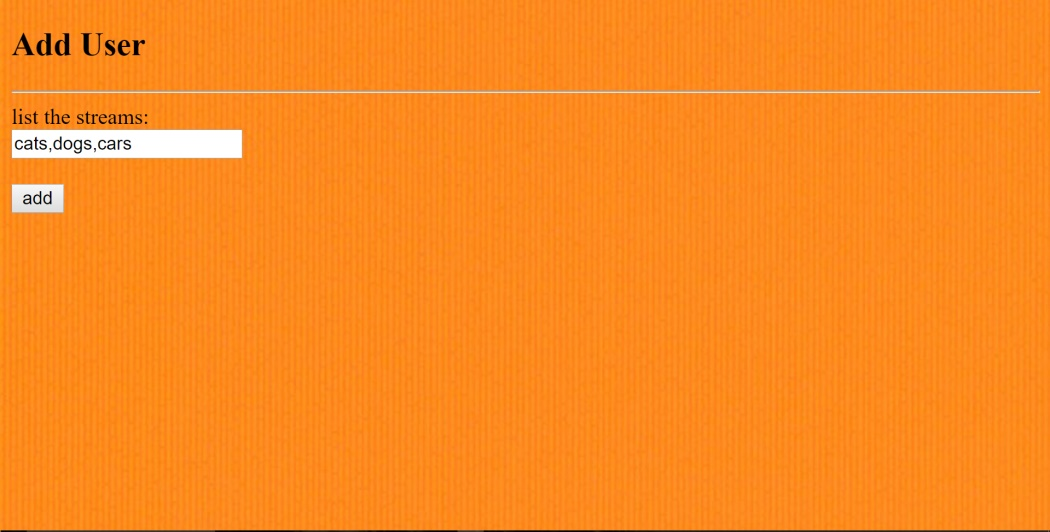 Add User
list the streams:
cats,dogs,cars
add